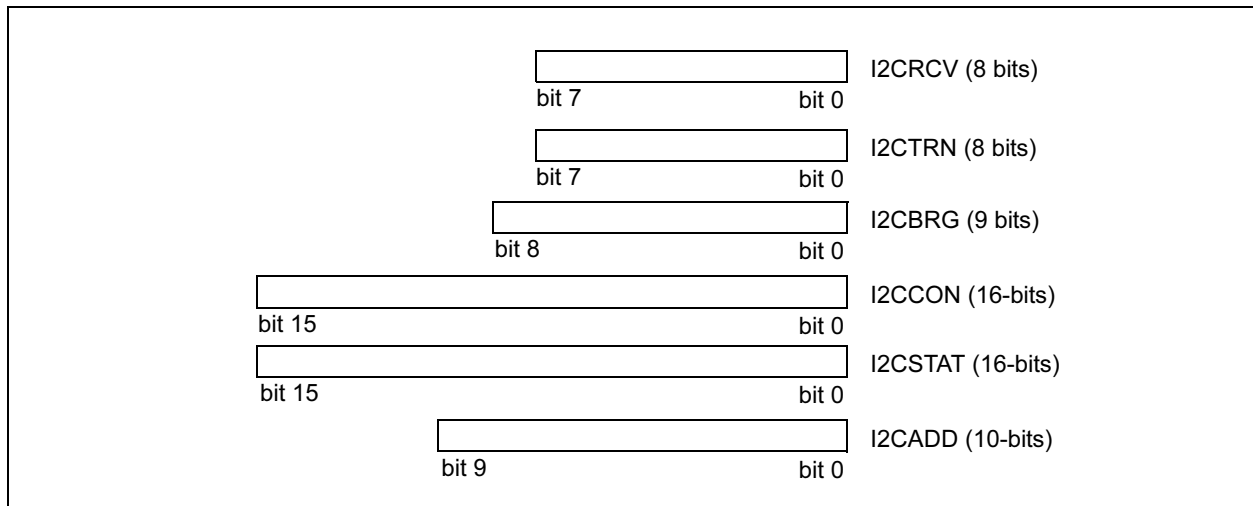 I2CRCV (8 bits)
bit 7 bit 0
I2CTRN (8 bits)
bit 7 bit 0
I2CBRG (9 bits)
bit 8 bit 0
I2CCON (16-bits)
bit 15 bit 0
I2CSTAT (16-bits)
bit 15 bit 0
I2CADD (10-bits)
bit 9 bit 0